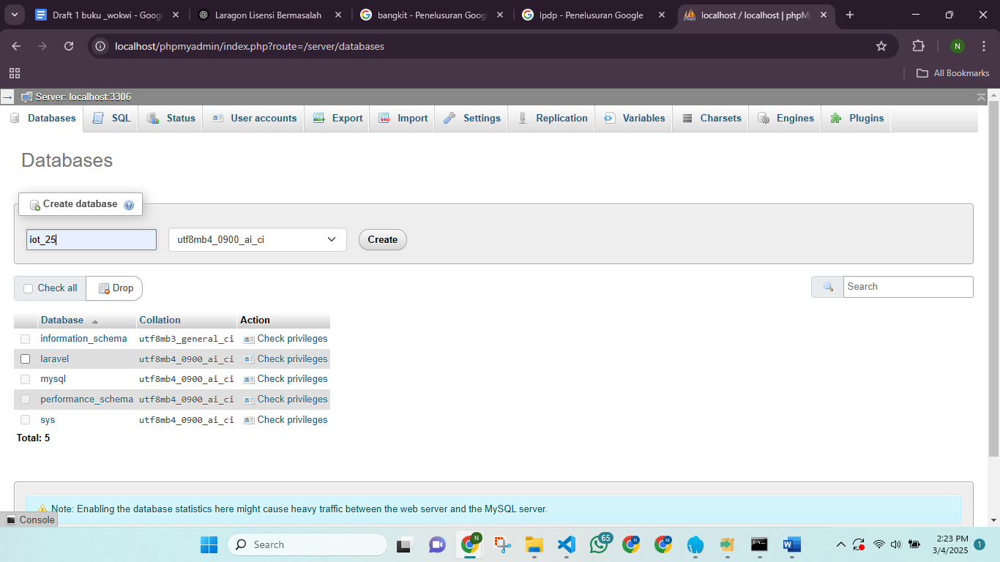 Draft 1 buku _wokwi - Googl
Laragon Lisensi Bermasalah
bangkit - Penelusuran Googl
lpdp - Penelusuran Google
localhost / localhost | phpMy
localhost/phpmyadmin/index.php?route=/server/databases
N
All Bookmarks
Server: localhost:3306
Databases
SQL
Status
User accounts
Export
Import
Settings
Replication
Variables
Charsets
Engines
Plugins
Databases
Create database
iot_25
utf8mb4_0900_ai_ci
Create
Check all
Drop
Search
Database Collation Action
information_schema utf8mb3_general_ci Check privileges
laravel utf8mb4_0900_ai_ci Check privileges
mysql utf8mb4_0900_ai_ci Check privileges
performance_schema utf8mb4_0900_ai_ci Check privileges
sys utf8mb4_0900_ai_ci Check privileges
Total: 5
Note: Enabling the database statistics here might cause heavy traffic between the web server and the MySQL server.
Console
Search
N
65
N
M
W
2:23 PM
3/4/2025
1